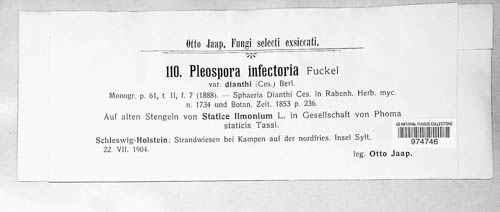 Otto Jaap, Fungi selecti exsiccati.
110. Pleospora infectoria Fuckel
var. dianthi (Ces.) Berl.
Monogr. p. 61, t II, f. 7 (1888). — Sphaeria Dianthi Ces. in Rabenh. Herb. myc.
n. 1734 und Botan. Zeit. 1853 p. 236.
Auf alten Stengeln von Statice limonium L. in Gesellschaft von Phoma
staticis Tassi.
Schleswig-Holstein: Strandwiesen bei Kampen auf der nordfries. Insel Sylt.
22. VII. 1904.
leg. Otto Jaap.
US NATIONAL FUNGUS COLLECTIONS
974746